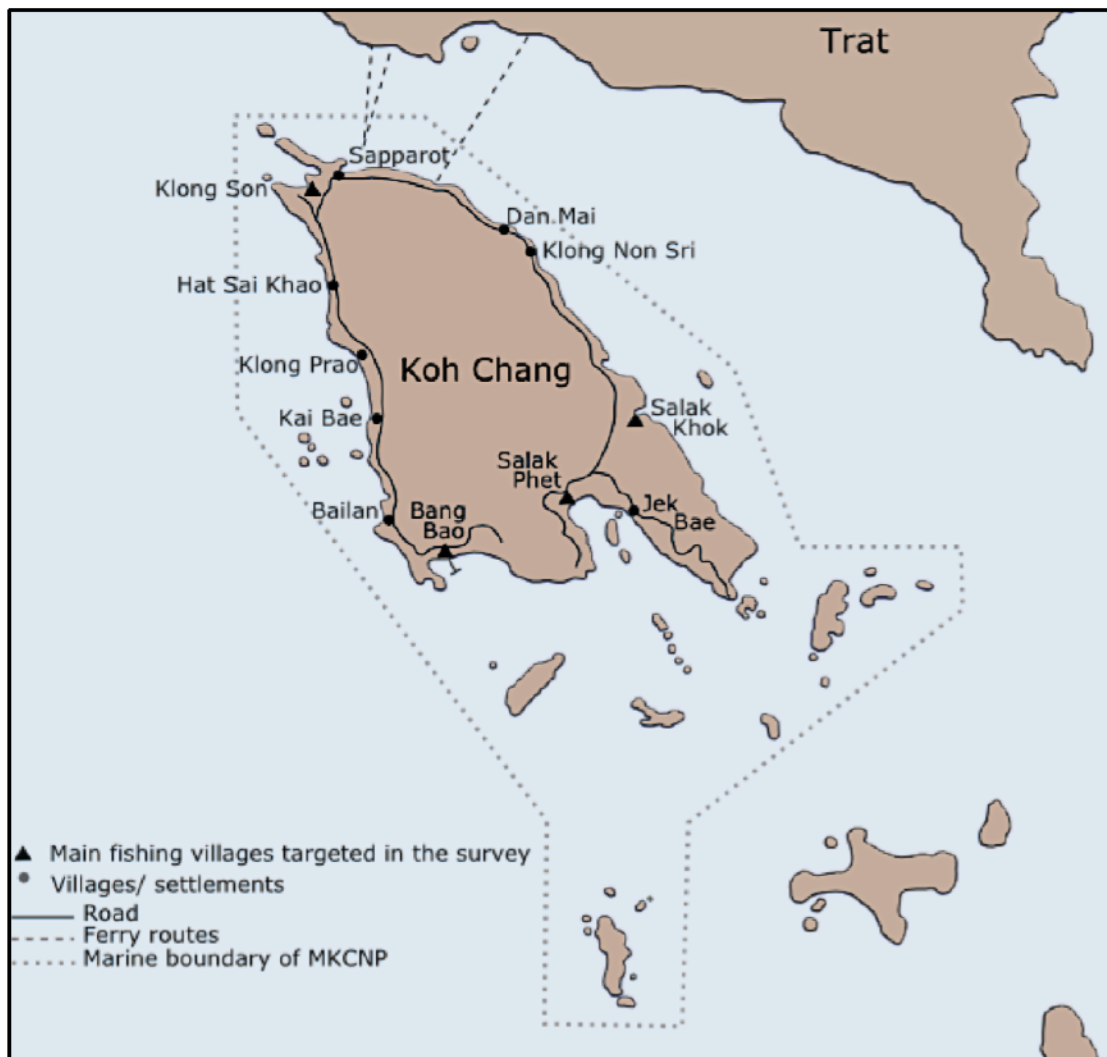 Trat
Sapparot
Klong Son
Dan Mai
Klong Non Sri
Hat Sai Khao
Klong Prao
Koh Chang
Kai Bae
Salak
Khok
Salak
Phet
Bailan
Bang
Bao
Jek
Bae
Main fishing villages targeted in the survey
Villages/ settlements
Road
Ferry routes
Marine boundary of MKCNP